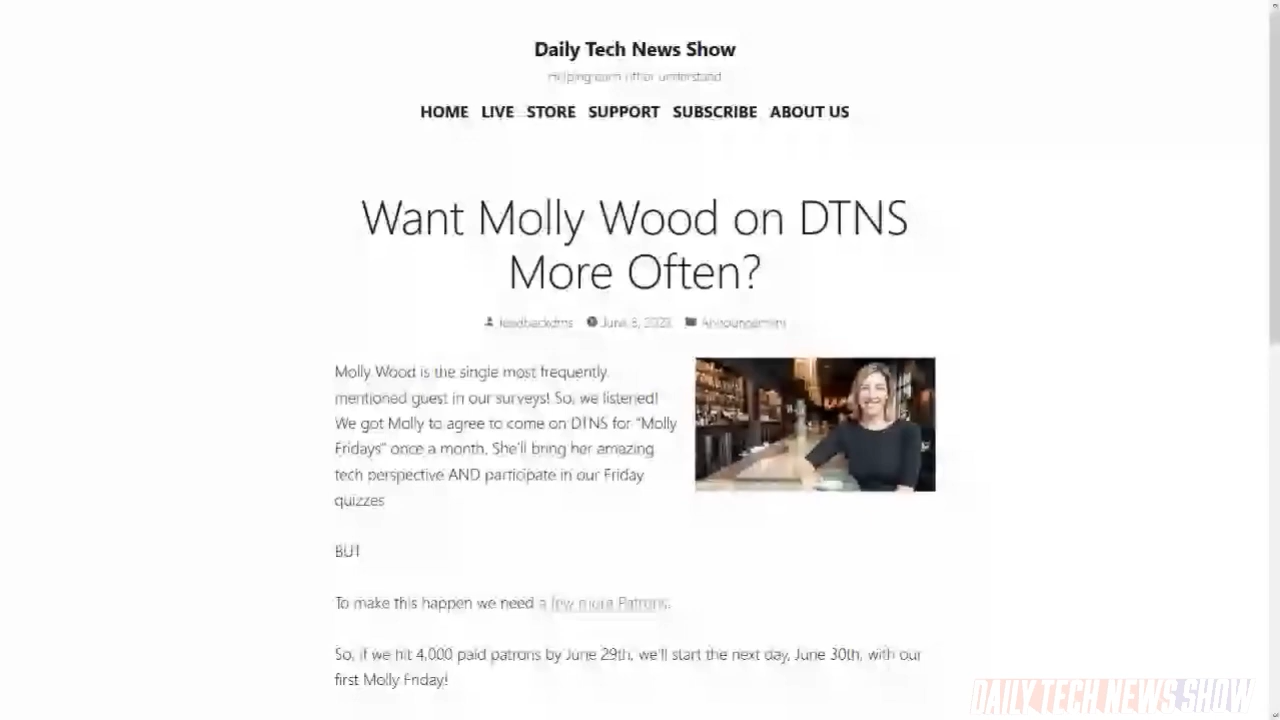 Daily Tech News Show
Helping each other understand
HOME LIVE STORE SUPPORT SUBSCRIBE ABOUT US
Want Molly Wood on DTNS
More Often?
feedbackdtns June 8, 2023 Announcement
Molly Wood is the single most frequently
mentioned guest in our surveys! So, we listened!
We got Molly to agree to come on DTNS for "Molly
Fridays" once a month. She'll bring her amazing
tech perspective AND participate in our Friday
quizzes
BUT
To make this happen we need a few more Patrons.
So, if we hit 4,000 paid patrons by June 29th, we'll start the next day, June 30th, with our
first Molly Friday!
DAILY TECH NEWS SHOW